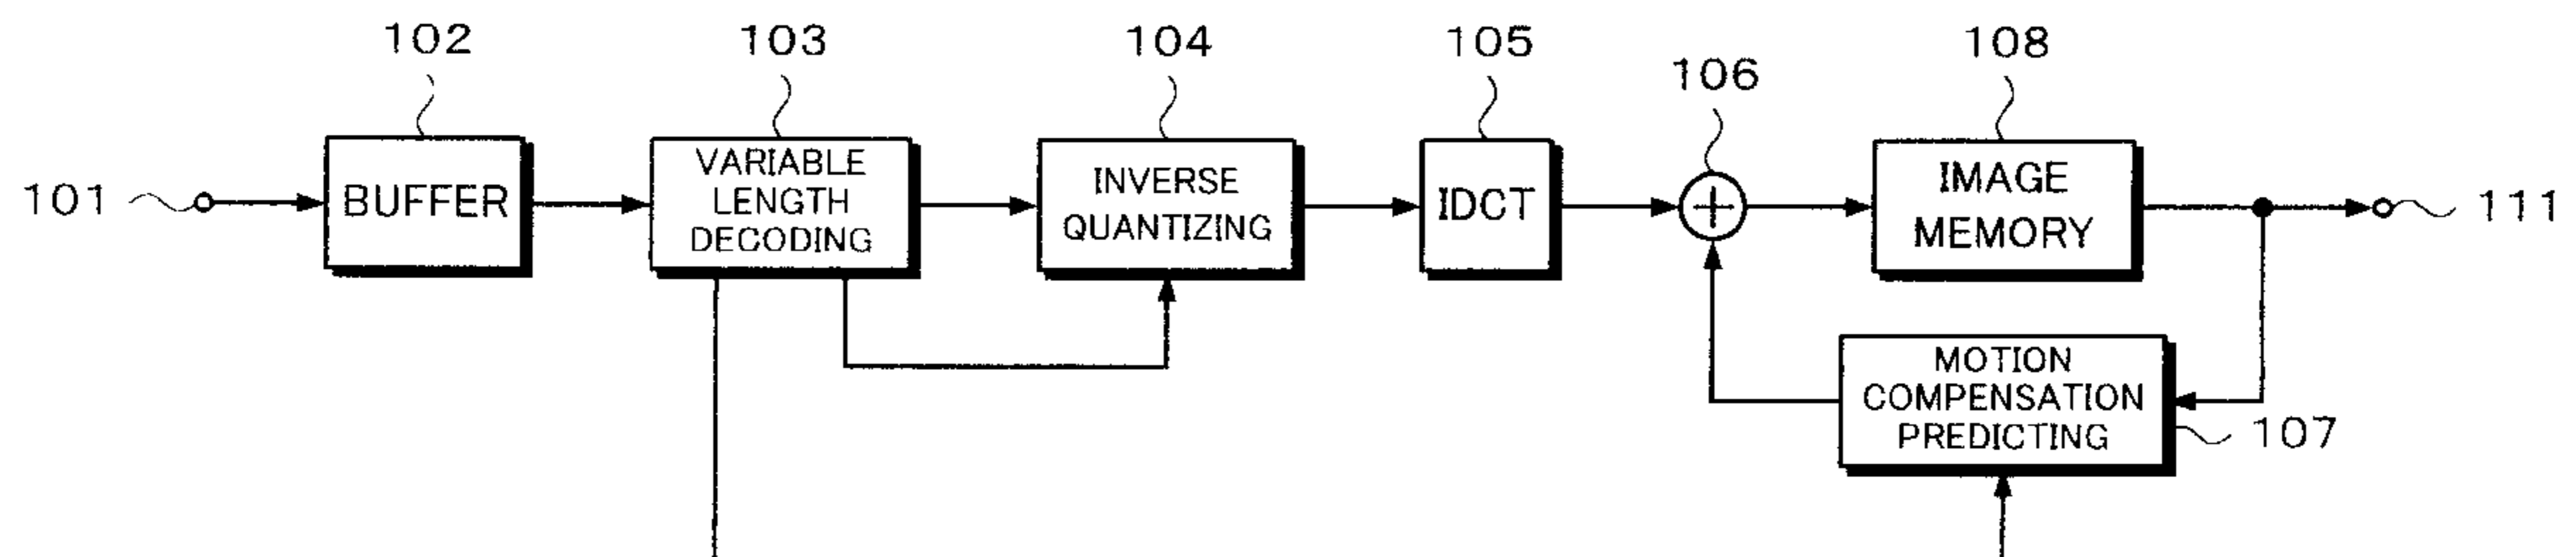 102
103
104
105
106
108
101
BUFFER
VARIABLE
LENGTH
DECODING
INVERSE
QUANTIZING
IDCT
IMAGE
MEMORY
111
MOTION
COMPENSATION
PREDICTING
107